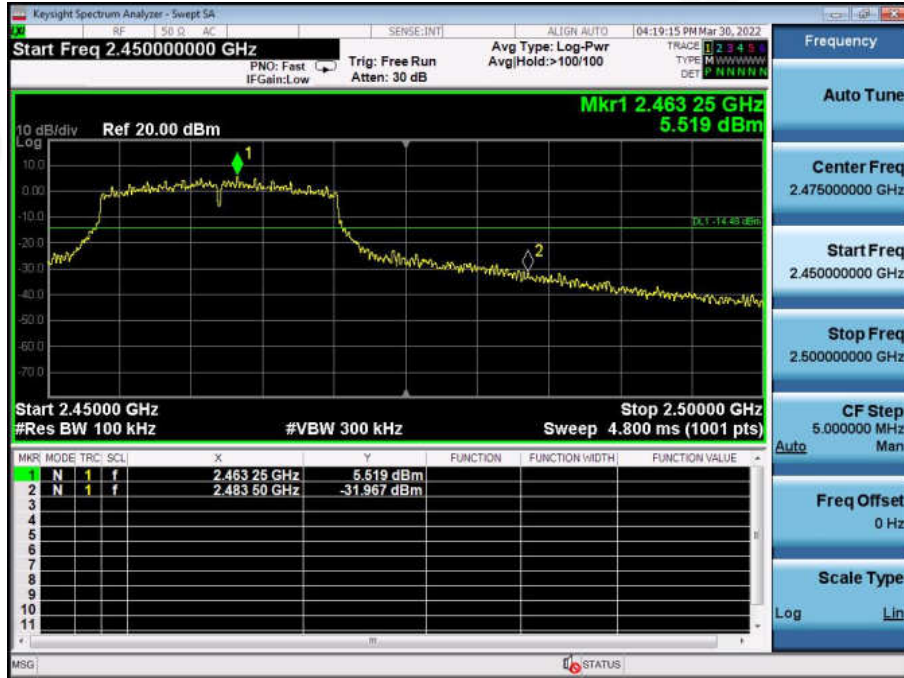 Keysight Spectrum Analyzer - Swept SA
RF 50 Ω AC SENSE:INT ALIGN AUTO 04:19:15 PM Mar 30, 2022
Start Freq 2.450000000 GHz
PNO: Fast
IFGain:Low
Trig: Free Run
Atten: 30 dB
Avg Type: Log-Pwr
Avg|Hold:>100/100
TRACE 1 2 3 4 5 6
TYPE M WWWWW
DET P N N N N N
Mkr1 2.463 25 GHz
5.519 dBm
10 dB/div Ref 20.00 dBm
Log
10.0
0.00
-10.0
-20.0
-30.0
-40.0
-50.0
-60.0
-70.0
1
2
DL1 -14.48 dBm
Start 2.45000 GHz Stop 2.50000 GHz
#Res BW 100 kHz #VBW 300 kHz Sweep 4.800 ms (1001 pts)
MKR MODE TRC SCL X Y FUNCTION FUNCTION WIDTH FUNCTION VALUE
1 N 1 f 2.463 25 GHz 5.519 dBm
2 N 1 f 2.483 50 GHz -31.967 dBm
3
4
5
6
7
8
9
10
11
MSG STATUS
Frequency
Auto Tune
Center Freq
2.475000000 GHz
Start Freq
2.450000000 GHz
Stop Freq
2.500000000 GHz
CF Step
5.000000 MHz
Auto Man
Freq Offset
0 Hz
Scale Type
Log Lin